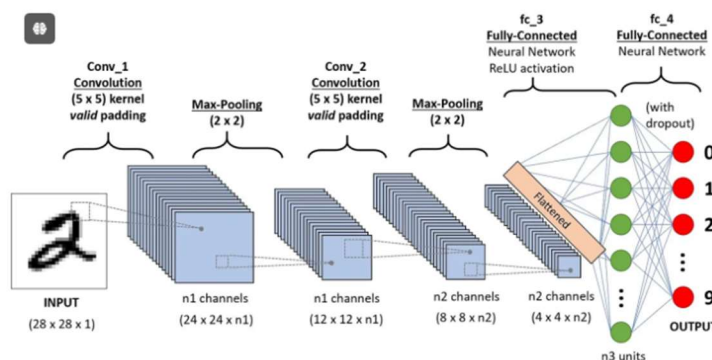 fc_3
Fully-Connected
Neural Network
ReLU activation
fc_4
Fully-Connected
Neural Network
Conv_1
Convolution
(5 x 5) kernel
valid padding
Max-Pooling
(2 x 2)
Conv_2
Convolution
(5 x 5) kernel
valid padding
Max-Pooling
(2 x 2)
(with
dropout)
Flattened
0
1
2
9
INPUT
(28 x 28 x 1)
n1 channels
(24 x 24 x n1)
n1 channels
(12 x 12 x n1)
n2 channels
(8 x 8 x n2)
n2 channels
(4 x 4 x n2)
OUTPUT
n3 units
2